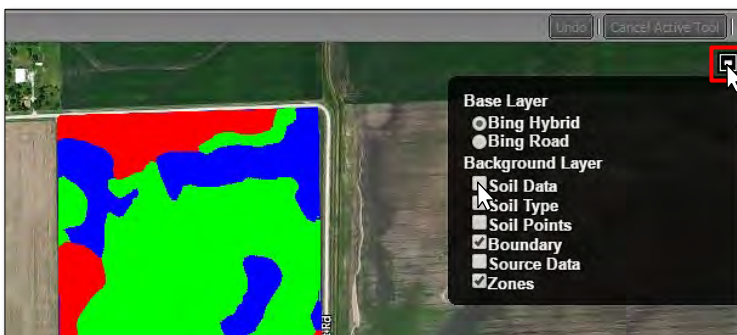 Undo
Cancel Active Tool
Base Layer
Bing Hybrid
Bing Road
Background Layer
Soil Data
Soil Type
Soil Points
Boundary
Source Data
Zones
Rd